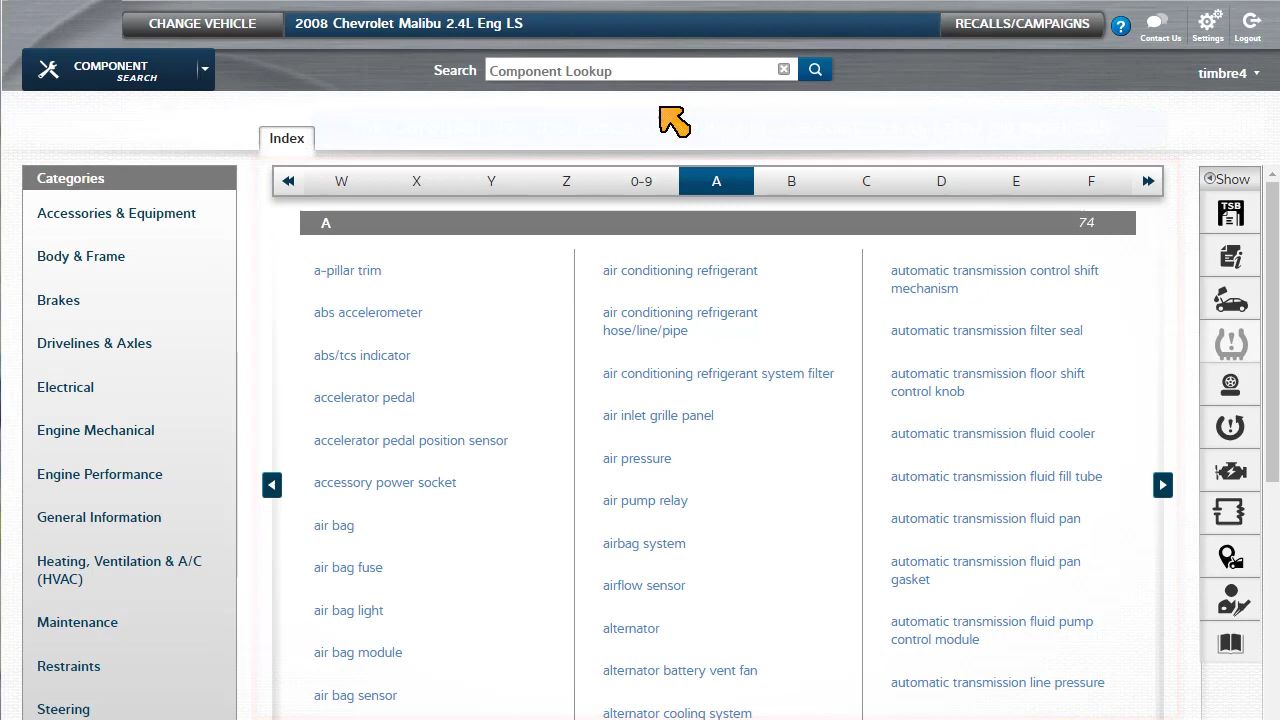 CHANGE VEHICLE
2008 Chevrolet Malibu 2.4L Eng LS
RECALLS/CAMPAIGNS
?
Contact Us
Settings
Logout
COMPONENT
SEARCH
Search
Component Lookup
timbre4
Index
Categories
Accessories & Equipment
Body & Frame
Brakes
Drivelines & Axles
Electrical
Engine Mechanical
Engine Performance
General Information
Heating, Ventilation & A/C
(HVAC)
Maintenance
Restraints
Steering
W X Y Z 0-9 A B C D E F
A 74
a-pillar trim
abs accelerometer
abs/tcs indicator
accelerator pedal
accelerator pedal position sensor
accessory power socket
air bag
air bag fuse
air bag light
air bag module
air bag sensor
air conditioning refrigerant
air conditioning refrigerant
hose/line/pipe
air conditioning refrigerant system filter
air inlet grille panel
air pressure
air pump relay
airbag system
airflow sensor
alternator
alternator battery vent fan
alternator cooling system
automatic transmission control shift
mechanism
automatic transmission filter seal
automatic transmission floor shift
control knob
automatic transmission fluid cooler
automatic transmission fluid fill tube
automatic transmission fluid pan
automatic transmission fluid pan
gasket
automatic transmission fluid pump
control module
automatic transmission line pressure
Show
TSB